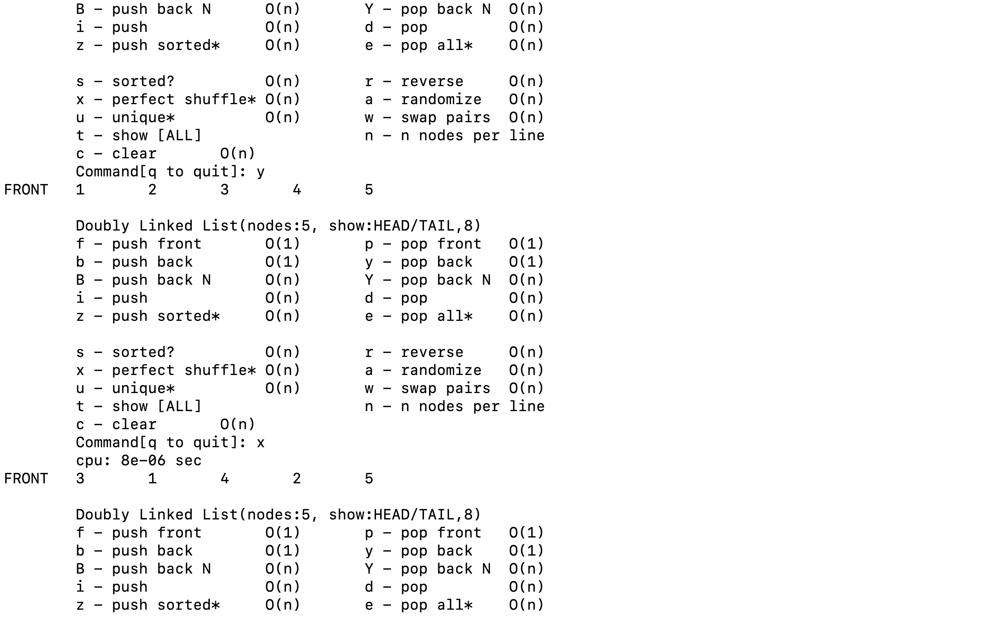 B - push back N      O(n)       Y - pop back N  O(n)
i - push             O(n)       d - pop         O(n)
z - push sorted*     O(n)       e - pop all*    O(n)
s - sorted?          O(n)       r - reverse     O(n)
x - perfect shuffle* O(n)       a - randomize   O(n)
u - unique*          O(n)       w - swap pairs  O(n)
t - show [ALL]                  n - n nodes per line
c - clear       O(n)
Command[q to quit]: y
FRONT   1       2       3       4       5
Doubly Linked List(nodes:5, show:HEAD/TAIL,8)
f - push front       O(1)       p - pop front   O(1)
b - push back        O(1)       y - pop back    O(1)
B - push back N      O(n)       Y - pop back N  O(n)
i - push             O(n)       d - pop         O(n)
z - push sorted*     O(n)       e - pop all*    O(n)
s - sorted?          O(n)       r - reverse     O(n)
x - perfect shuffle* O(n)       a - randomize   O(n)
u - unique*          O(n)       w - swap pairs  O(n)
t - show [ALL]                  n - n nodes per line
c - clear       O(n)
Command[q to quit]: x
cpu: 8e-06 sec
FRONT   3       1       4       2       5
Doubly Linked List(nodes:5, show:HEAD/TAIL,8)
f - push front       O(1)       p - pop front   O(1)
b - push back        O(1)       y - pop back    O(1)
B - push back N      O(n)       Y - pop back N  O(n)
i - push             O(n)       d - pop         O(n)
z - push sorted*     O(n)       e - pop all*    O(n)